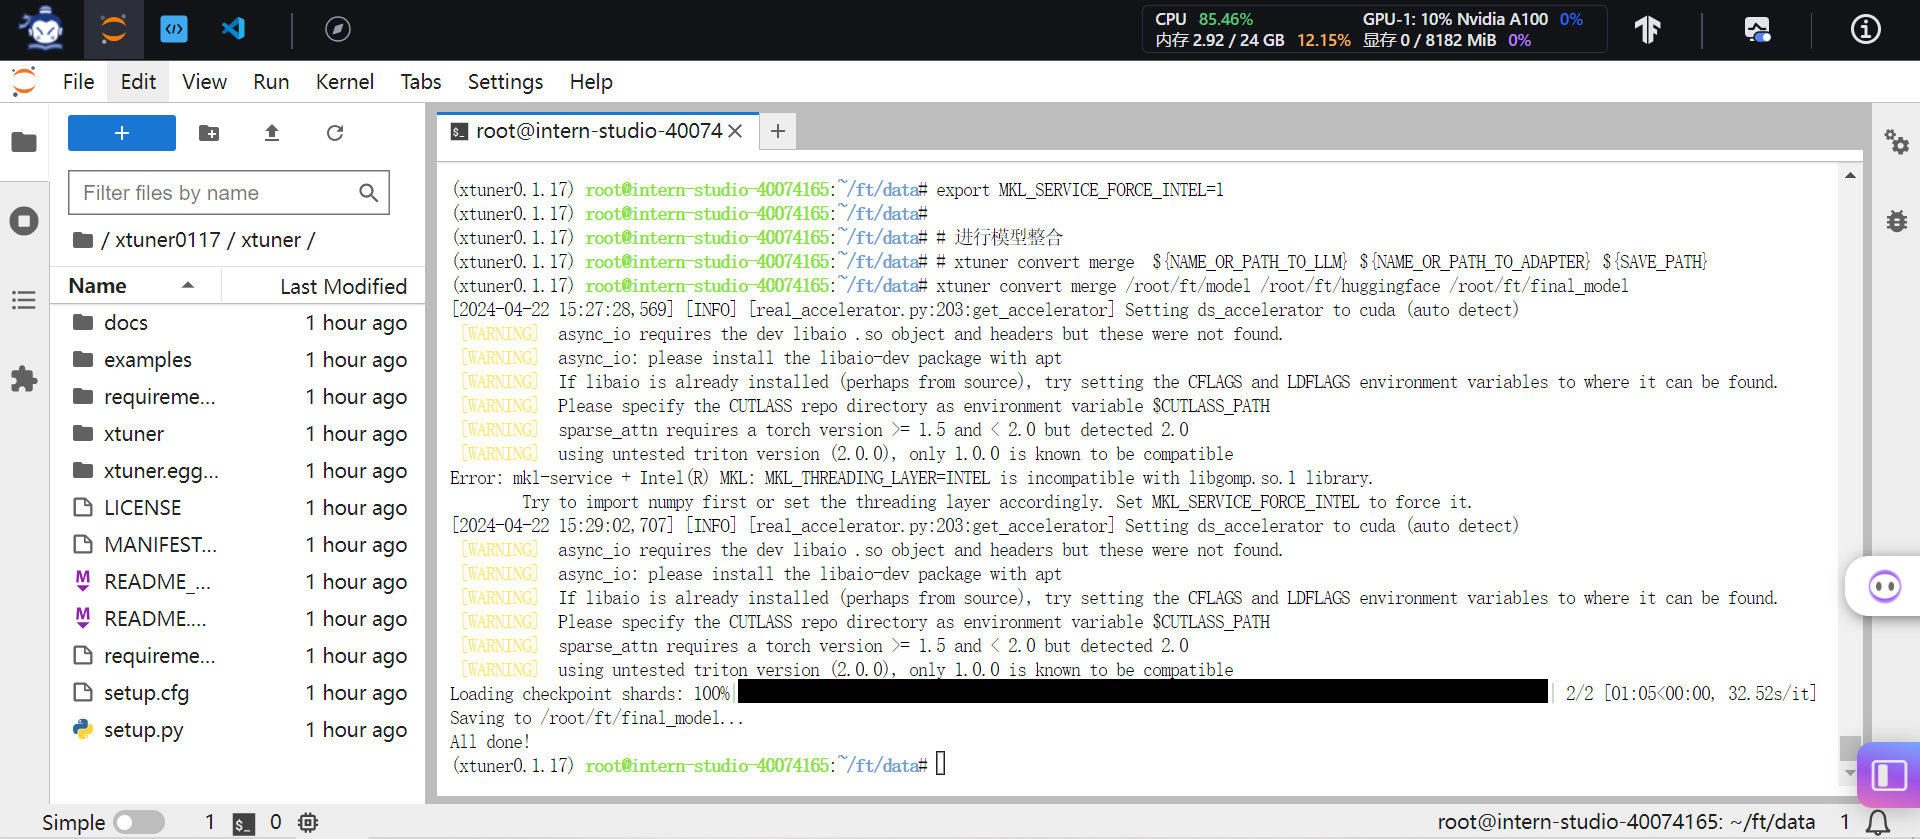 CPU 85.46%
GPU-1: 10% Nvidia A100 0%
内存 2.92 / 24 GB 12.15%
显存 0 / 8182 MiB 0%
File Edit View Run Kernel Tabs Settings Help
+
root@intern-studio-40074
Filter files by name
/ xtuner0117 / xtuner /
Name Last Modified
docs 1 hour ago
examples 1 hour ago
requireme... 1 hour ago
xtuner 1 hour ago
xtuner.egg... 1 hour ago
LICENSE 1 hour ago
MANIFEST... 1 hour ago
README_... 1 hour ago
README.... 1 hour ago
requireme... 1 hour ago
setup.cfg 1 hour ago
setup.py 1 hour ago
(xtuner0.1.17) root@intern-studio-40074165:~/ft/data# export MKL_SERVICE_FORCE_INTEL=1
(xtuner0.1.17) root@intern-studio-40074165:~/ft/data#
(xtuner0.1.17) root@intern-studio-40074165:~/ft/data# # 进行模型整合
(xtuner0.1.17) root@intern-studio-40074165:~/ft/data# # xtuner convert merge  ${NAME_OR_PATH_TO_LLM} ${NAME_OR_PATH_TO_ADAPTER} ${SAVE_PATH}
(xtuner0.1.17) root@intern-studio-40074165:~/ft/data# xtuner convert merge /root/ft/model /root/ft/huggingface /root/ft/final_model
[2024-04-22 15:27:28,569] [INFO] [real_accelerator.py:203:get_accelerator] Setting ds_accelerator to cuda (auto detect)
[WARNING]  async_io requires the dev libaio .so object and headers but these were not found.
[WARNING]  async_io: please install the libaio-dev package with apt
[WARNING]  If libaio is already installed (perhaps from source), try setting the CFLAGS and LDFLAGS environment variables to where it can be found.
[WARNING]  Please specify the CUTLASS repo directory as environment variable $CUTLASS_PATH
[WARNING]  sparse_attn requires a torch version >= 1.5 and < 2.0 but detected 2.0
[WARNING]  using untested triton version (2.0.0), only 1.0.0 is known to be compatible
Error: mkl-service + Intel(R) MKL: MKL_THREADING_LAYER=INTEL is incompatible with libgomp.so.1 library.
Try to import numpy first or set the threading layer accordingly. Set MKL_SERVICE_FORCE_INTEL to force it.
[2024-04-22 15:29:02,707] [INFO] [real_accelerator.py:203:get_accelerator] Setting ds_accelerator to cuda (auto detect)
[WARNING]  async_io requires the dev libaio .so object and headers but these were not found.
[WARNING]  async_io: please install the libaio-dev package with apt
[WARNING]  If libaio is already installed (perhaps from source), try setting the CFLAGS and LDFLAGS environment variables to where it can be found.
[WARNING]  Please specify the CUTLASS repo directory as environment variable $CUTLASS_PATH
[WARNING]  sparse_attn requires a torch version >= 1.5 and < 2.0 but detected 2.0
[WARNING]  using untested triton version (2.0.0), only 1.0.0 is known to be compatible
Loading checkpoint shards: 100%| | 2/2 [01:05<00:00, 32.52s/it]
Saving to /root/ft/final_model...
All done!
(xtuner0.1.17) root@intern-studio-40074165:~/ft/data#
Simple 1 0 root@intern-studio-40074165: ~/ft/data 1